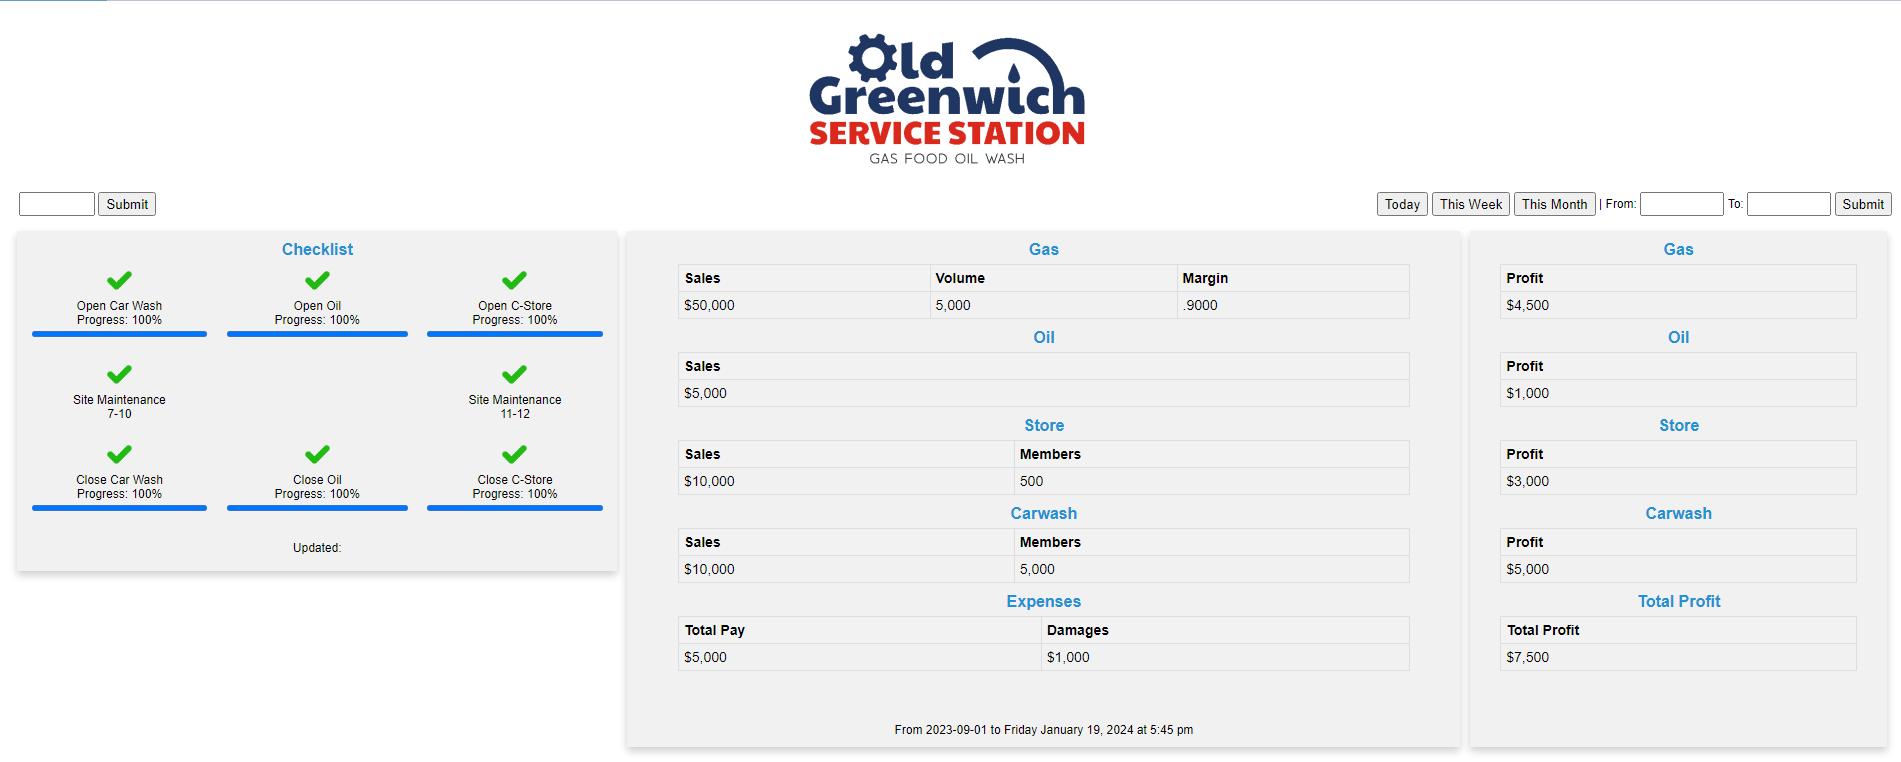 Old
Greenwich
SERVICE STATION
GAS FOOD OIL WASH
Submit
Today This Week This Month | From: To: Submit
Checklist
Open Car Wash
Progress: 100%
Open Oil
Progress: 100%
Open C-Store
Progress: 100%
Site Maintenance
7-10
Site Maintenance
11-12
Close Car Wash
Progress: 100%
Close Oil
Progress: 100%
Close C-Store
Progress: 100%
Updated:
Gas
Sales Volume Margin
$50,000 5,000 .9000
Oil
Sales
$5,000
Store
Sales Members
$10,000 500
Carwash
Sales Members
$10,000 5,000
Expenses
Total Pay Damages
$5,000 $1,000
From 2023-09-01 to Friday January 19, 2024 at 5:45 pm
Gas
Profit
$4,500
Oil
Profit
$1,000
Store
Profit
$3,000
Carwash
Profit
$5,000
Total Profit
Total Profit
$7,500